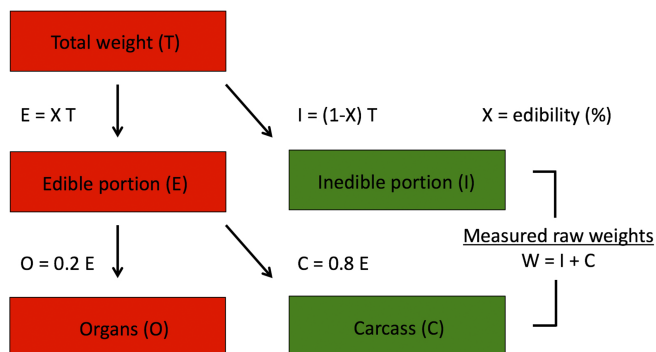 Total weight (T)
E = X T
I = (1-X) T
X = edibility (%)
Edible portion (E)
Inedible portion (I)
Measured raw weights
W = I + C
O = 0.2 E
C = 0.8 E
Organs (O)
Carcass (C)